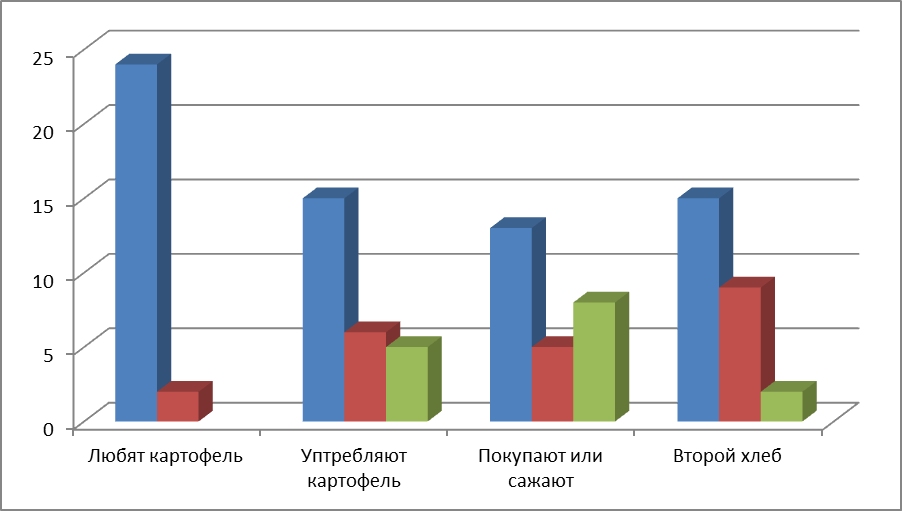 25
20
15
10
5
0
Любят картофель
Уптребляют
картофель
Покупают или
сажают
Второй хлеб